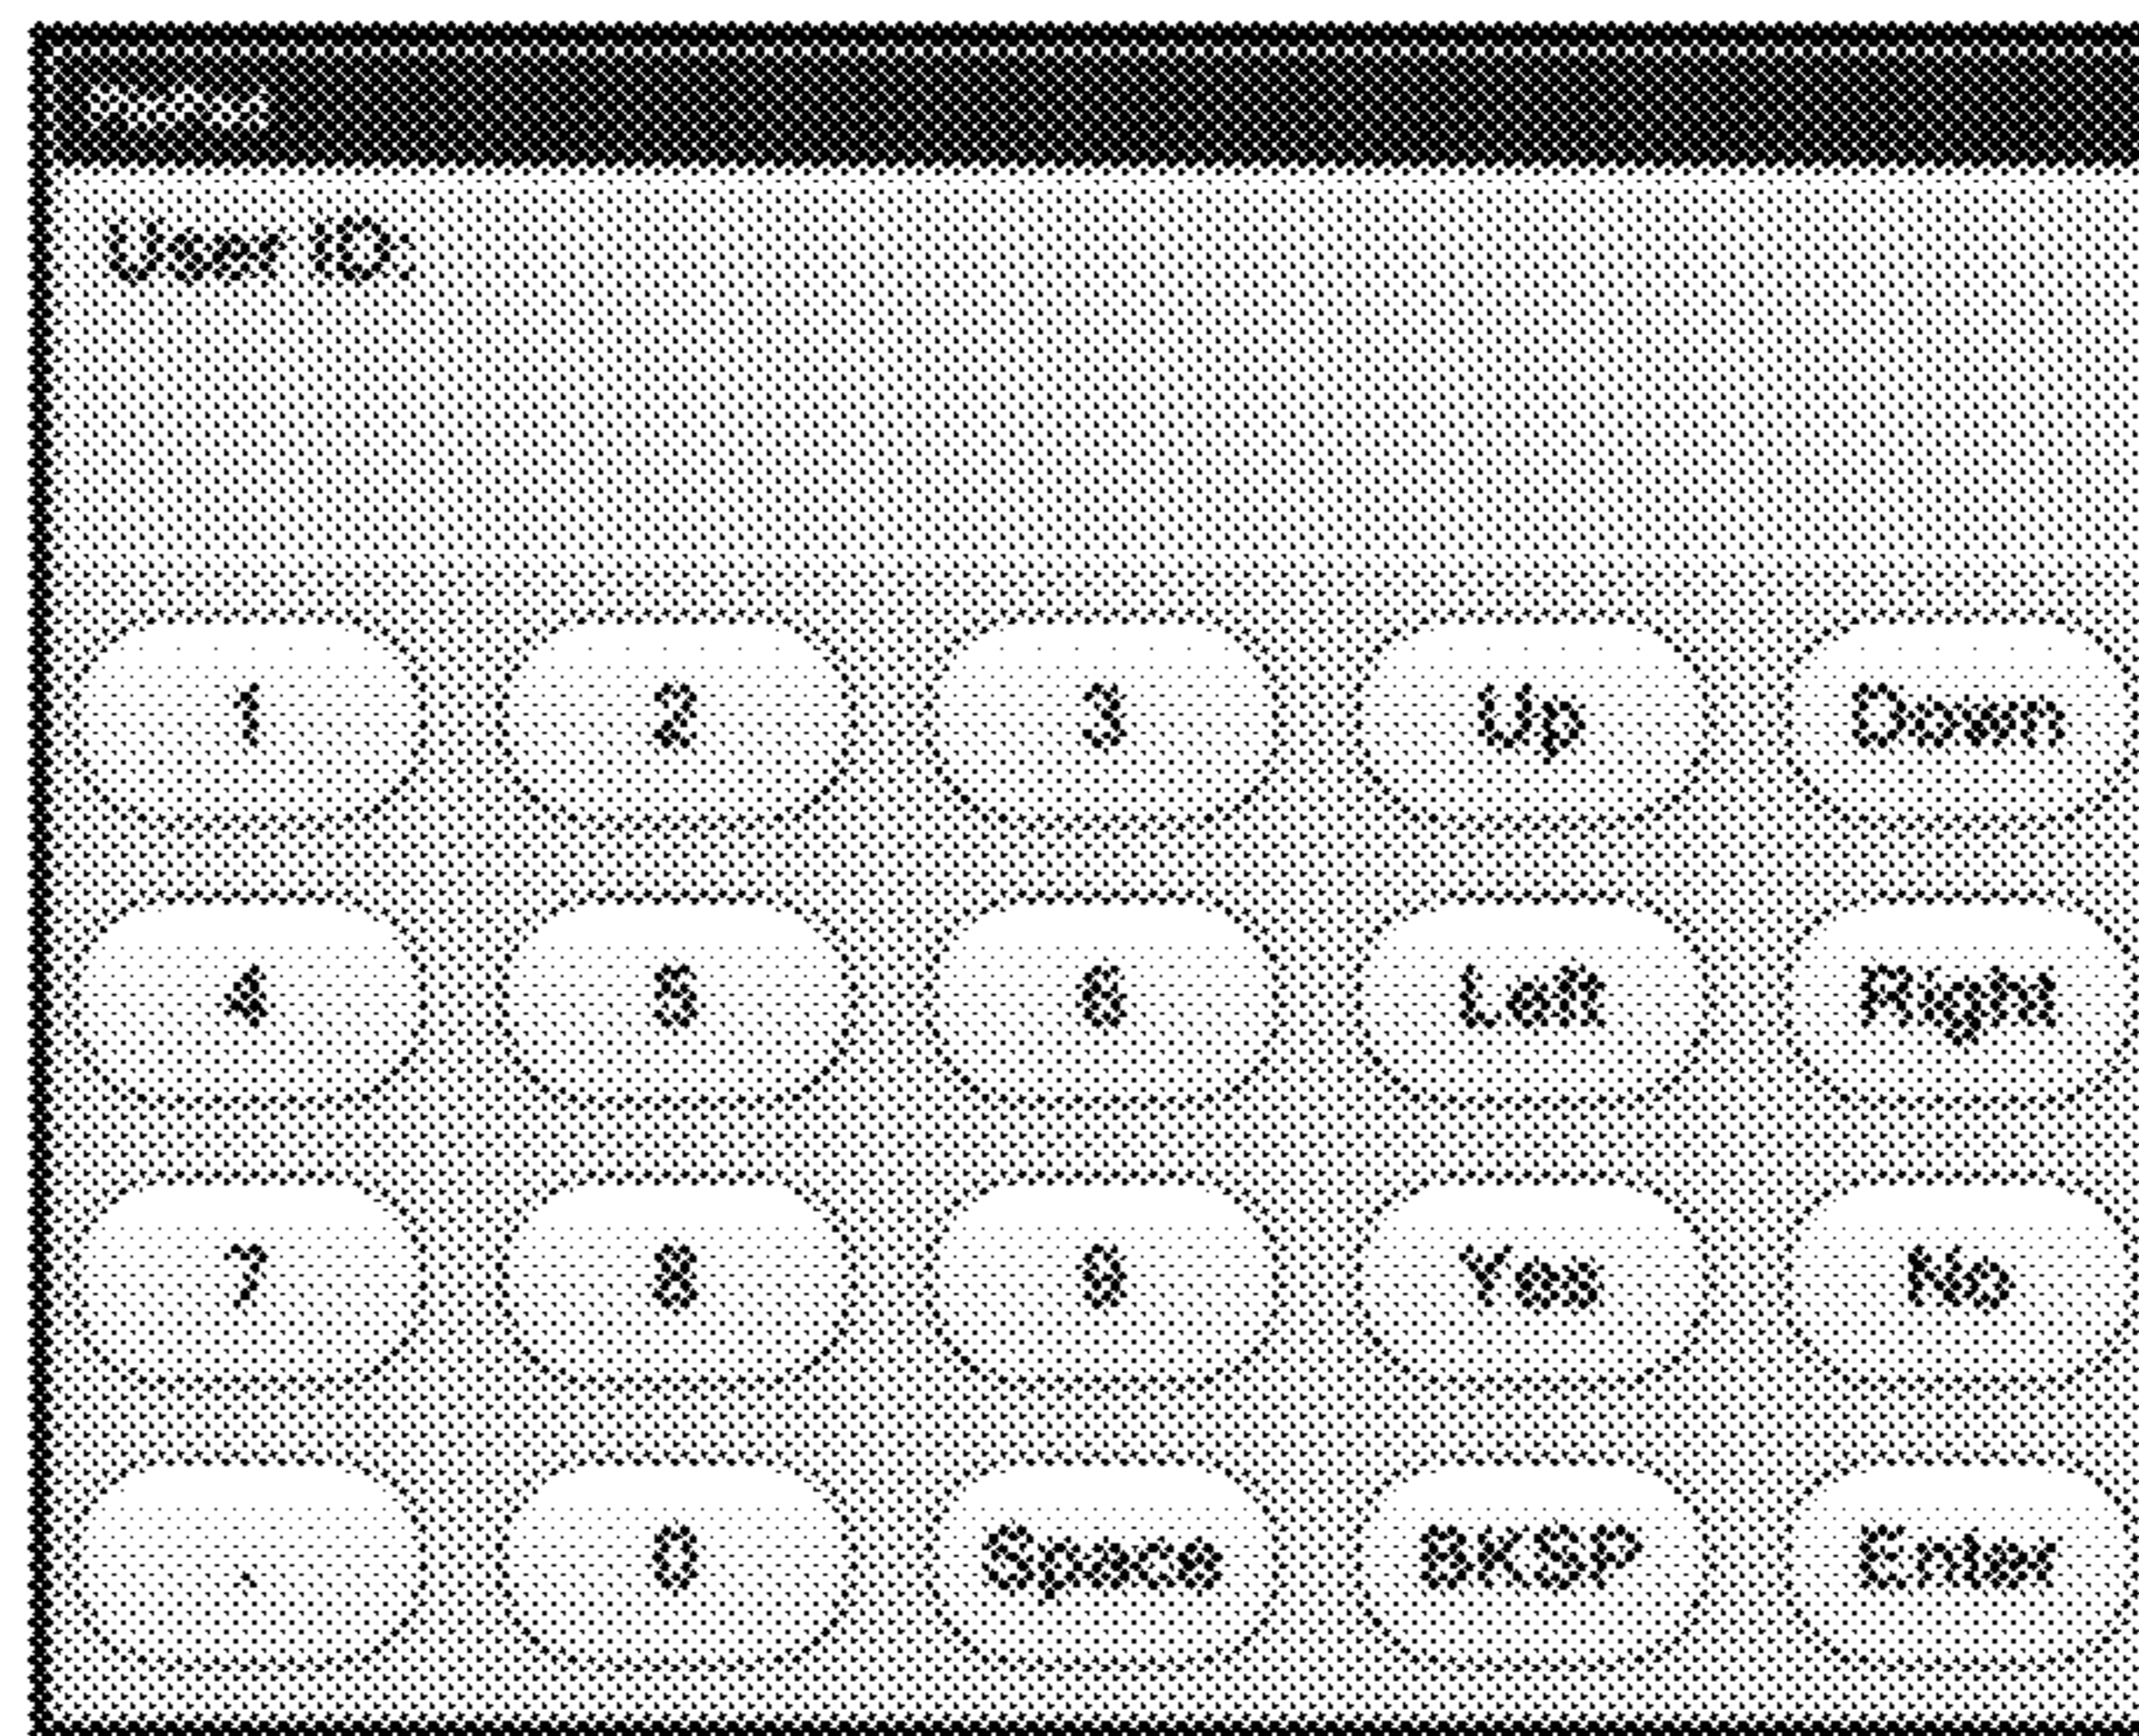 User ID:
1 2 3 Up Down
4 5 6 Left Right
7 8 9 Yes No
. 0 Space BKSP Enter